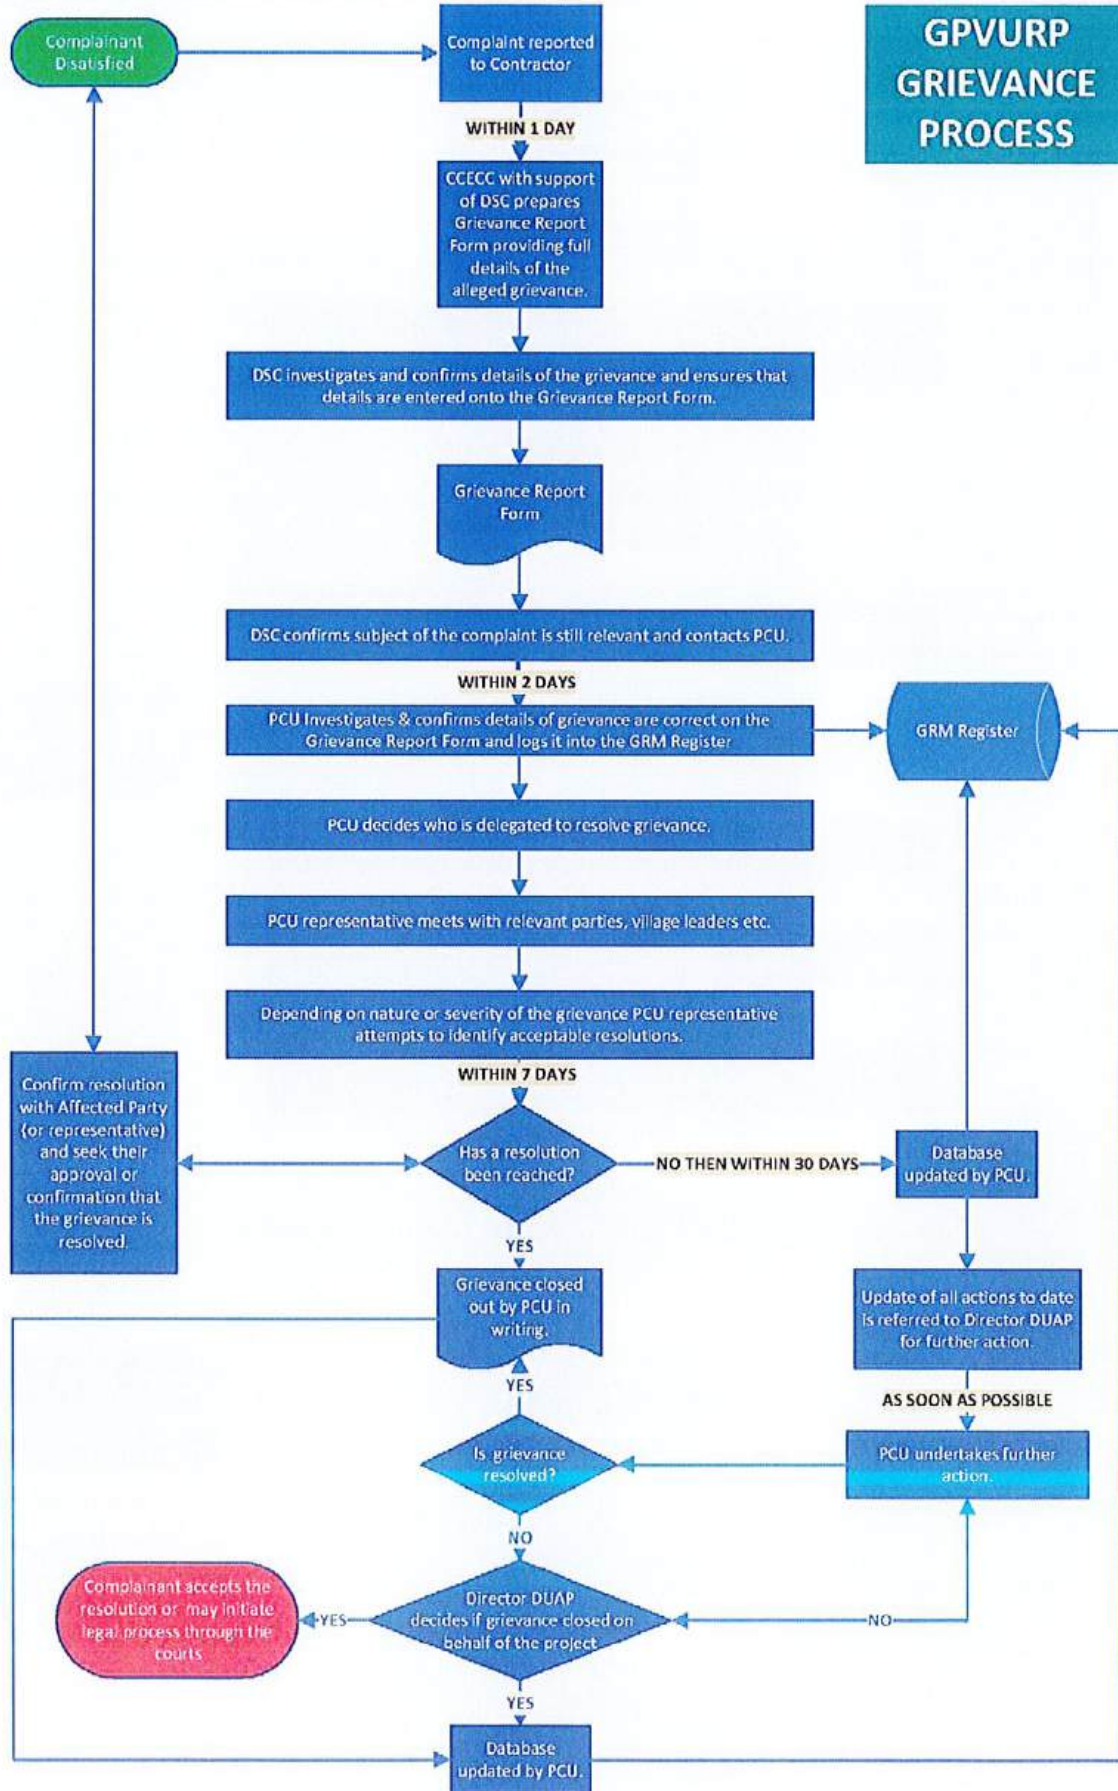 GPVURP
GRIEVANCE
PROCESS
Complainant
Disatisfied
Complaint reported
to Contractor
WITHIN 1 DAY
CCECC with support
of DSC prepares
Grievance Report
Form providing full
details of the
alleged grievance.
DSC investigates and confirms details of the grievance and ensures that
details are entered onto the Grievance Report Form.
Grievance Report
Form
DSC confirms subject of the complaint is still relevant and contacts PCU.
WITHIN 2 DAYS
PCU Investigates & confirms details of grievance are correct on the
Grievance Report Form and logs it into the GRM Register
GRM Register
PCU decides who is delegated to resolve grievance.
PCU representative meets with relevant parties, village leaders etc.
Depending on nature or severity of the grievance PCU representative
attempts to identify acceptable resolutions.
WITHIN 7 DAYS
Confirm resolution
with Affected Party
(or representative)
and seek their
approval or
confirmation that
the grievance is
resolved.
Has a resolution
been reached?
NO THEN WITHIN 30 DAYS
Database
updated by PCU.
YES
Grievance closed
out by PCU in
writing.
Update of all actions to date
is referred to Director DUAP
for further action.
YES
AS SOON AS POSSIBLE
Is grievance
resolved?
PCU undertakes further
action.
NO
Complainant accepts the
resolution or may initiate
legal process through the
courts
YES
Director DUAP
decides if grievance closed on
behalf of the project
NO
YES
Database
updated by PCU.